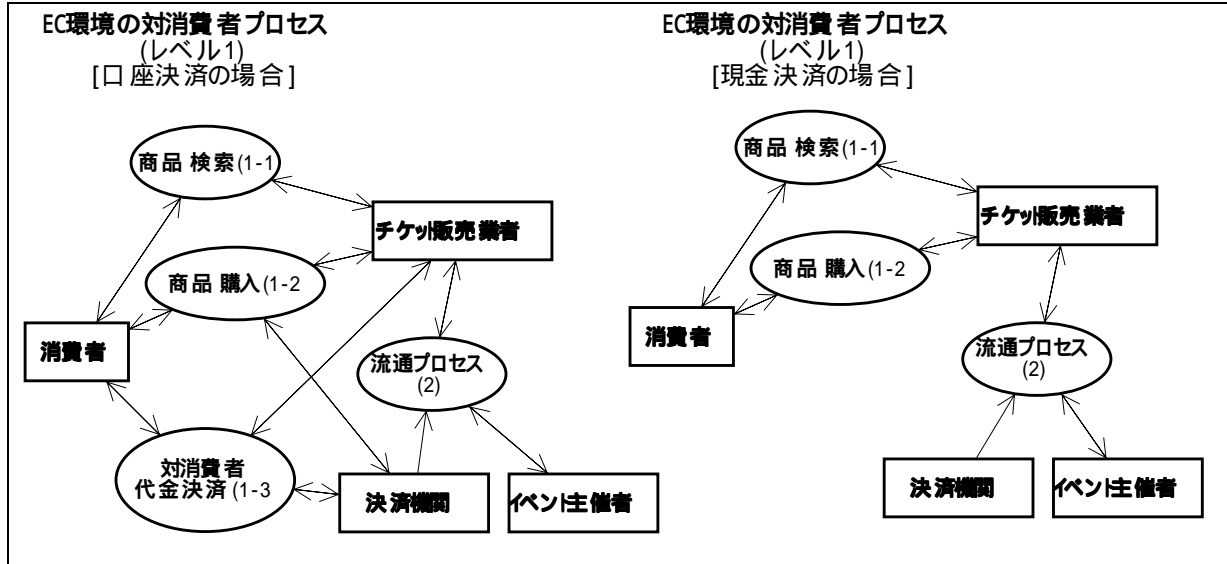 EC環境の対消費者プロセス
(レベル1)
[口座決済の場合]
商品検索(1-1
チケット販売業者
商品購入(1-2
消費者
流通プロセス
(2)
対消費者
代金決済(1-3
決済機関
イベント主催者
EC環境の対消費者プロセス
(レベル1)
[現金決済の場合]
商品検索(1-1
チケット販売業者
商品購入(1-2
消費者
流通プロセス
(2)
決済機関
イベント主催者